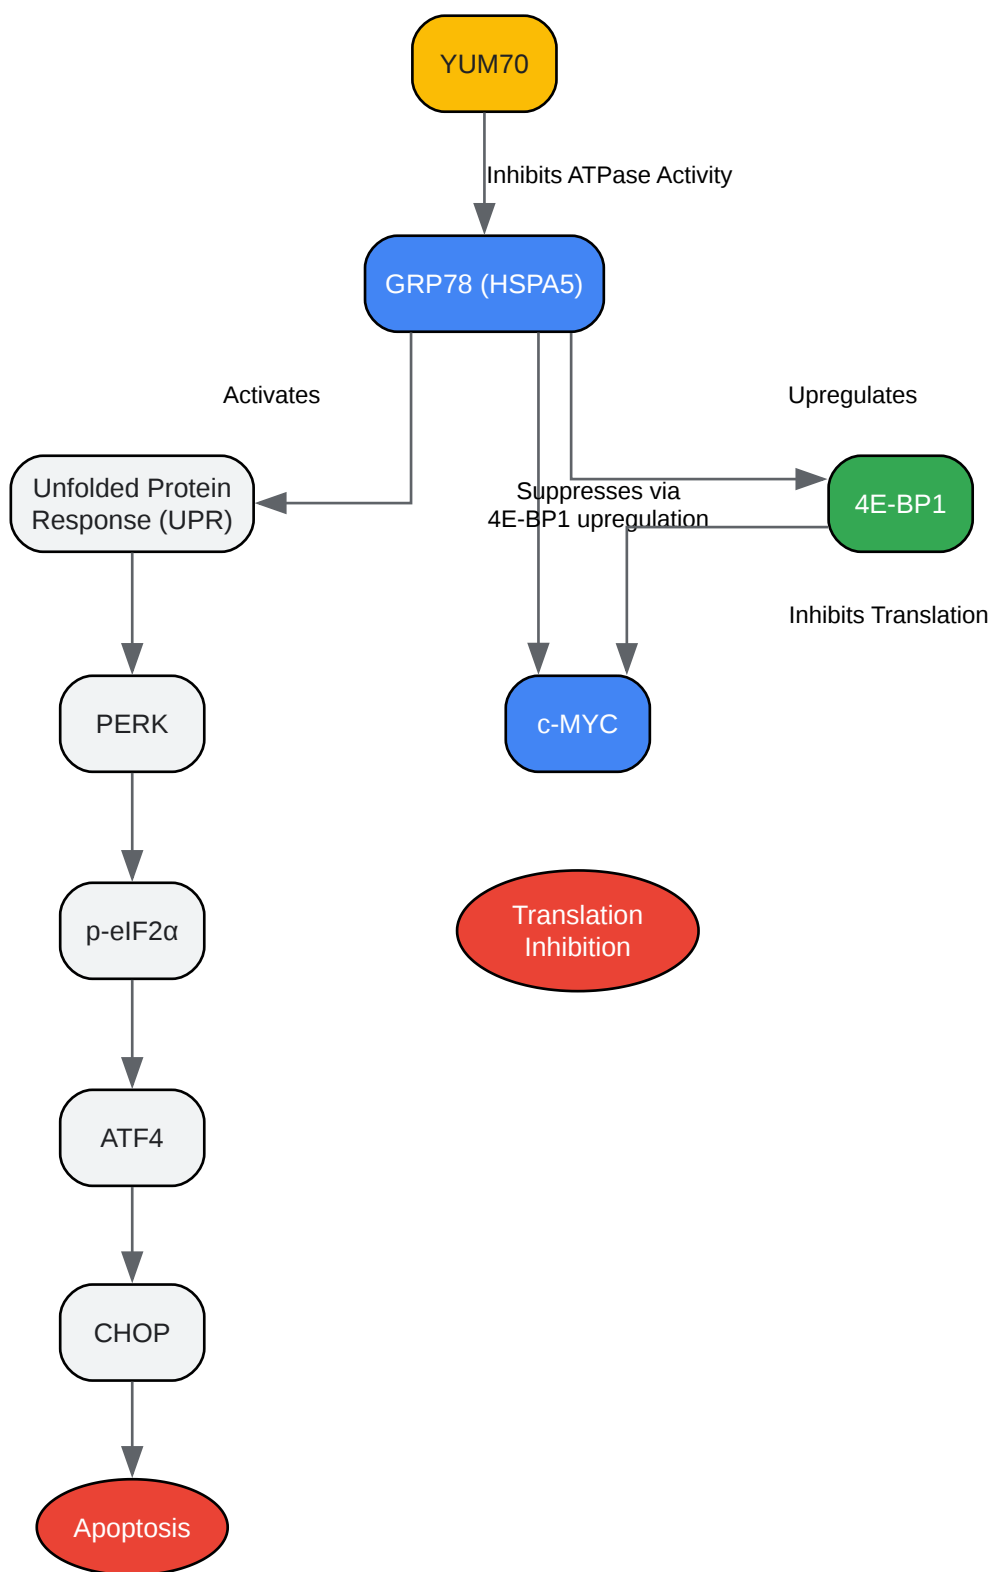 YUM70
Inhibits ATPase Activity
GRP78 (HSPA5)
Activates
Upregulates
Unfolded Protein
Response (UPR)
Suppresses via
4E-BP1 upregulation
4E-BP1
Inhibits Translation
PERK
c-MYC
p-eIF2α
Translation
Inhibition
ATF4
CHOP
Apoptosis